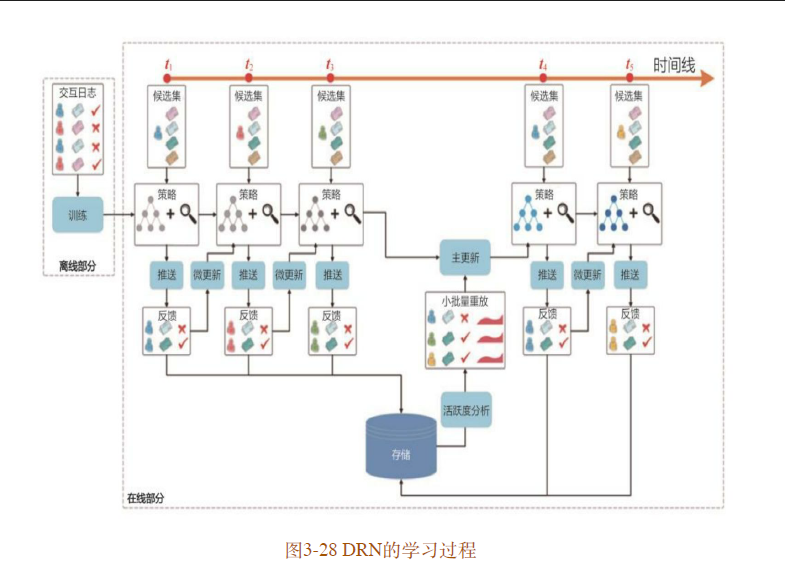 t1
t2
t3
t4
t5
时间线
交互日志
候选集
候选集
候选集
候选集
候选集
训练
策略
策略
策略
策略
策略
离线部分
主更新
推送
微更新
推送
微更新
推送
推送
微更新
推送
小批量重放
反馈
反馈
反馈
反馈
反馈
活跃度分析
存储
在线部分
图3-28 DRN的学习过程